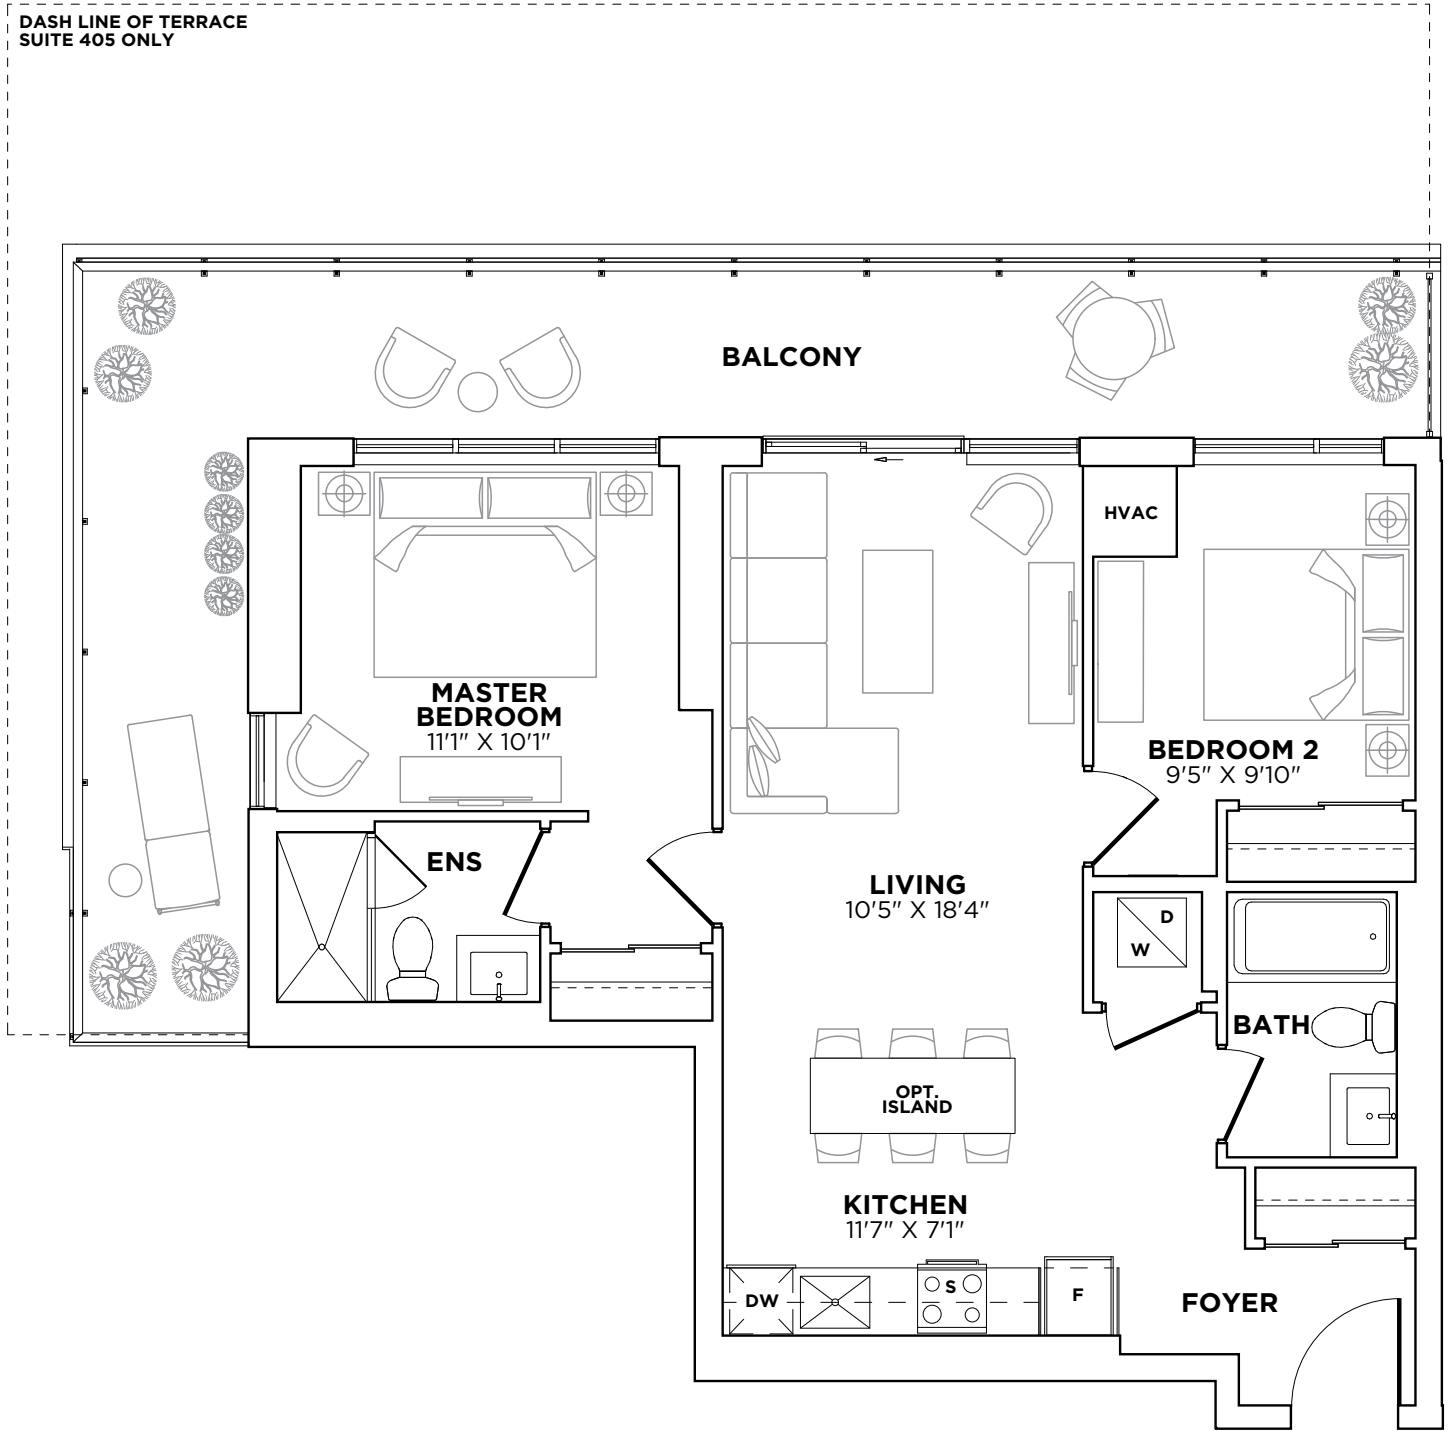 DASH LINE OF TERRACE
SUITE 405 ONLY
BALCONY
HVAC
MASTER
BEDROOM
11'1" X 10'1"
BEDROOM 2
9'5" X 9'10"
ENS
LIVING
10'5" X 18'4"
D
W
BATH
OPT.
ISLAND
KITCHEN
11'7" X 7'1"
DW
S
F
FOYER